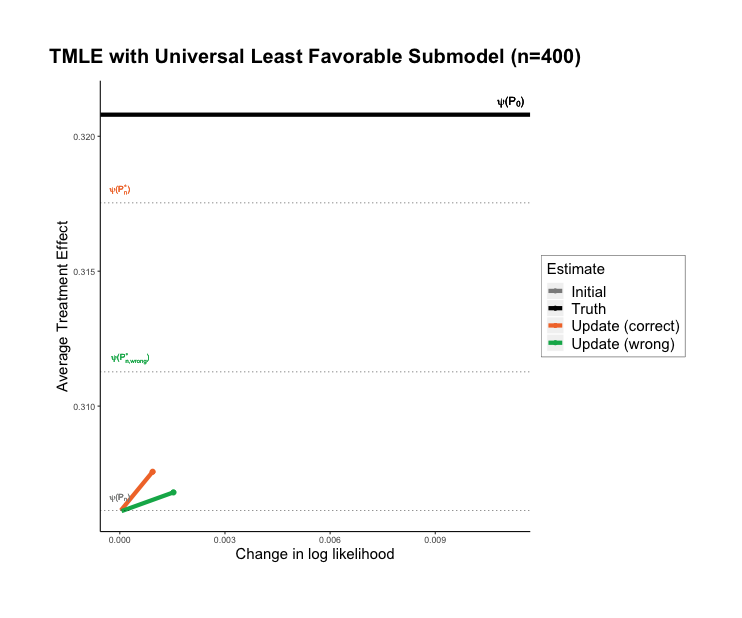 TMLE with Universal Least Favorable Submodel (n=400)
ψ(P₀)
0.320
ψ(Pₙ*)
0.315
Average Treatment Effect
ψ(P*ₙ,wrong)
0.310
ψ(Pₙ)
0.000 0.003 0.006 0.009
Change in log likelihood
Estimate
Initial
Truth
Update (correct)
Update (wrong)